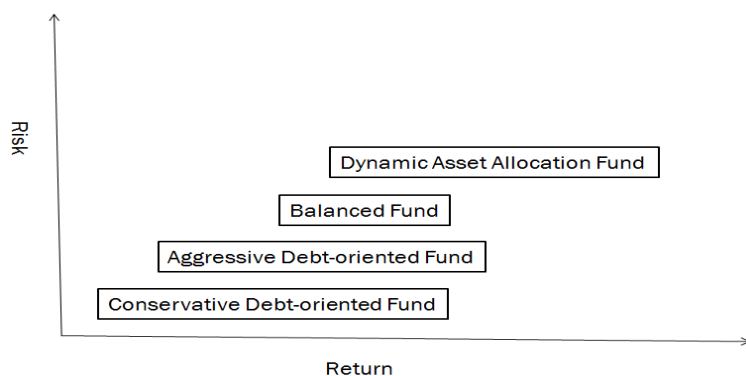 Risk
Dynamic Asset Allocation Fund
Balanced Fund
Aggressive Debt-oriented Fund
Conservative Debt-oriented Fund
Return